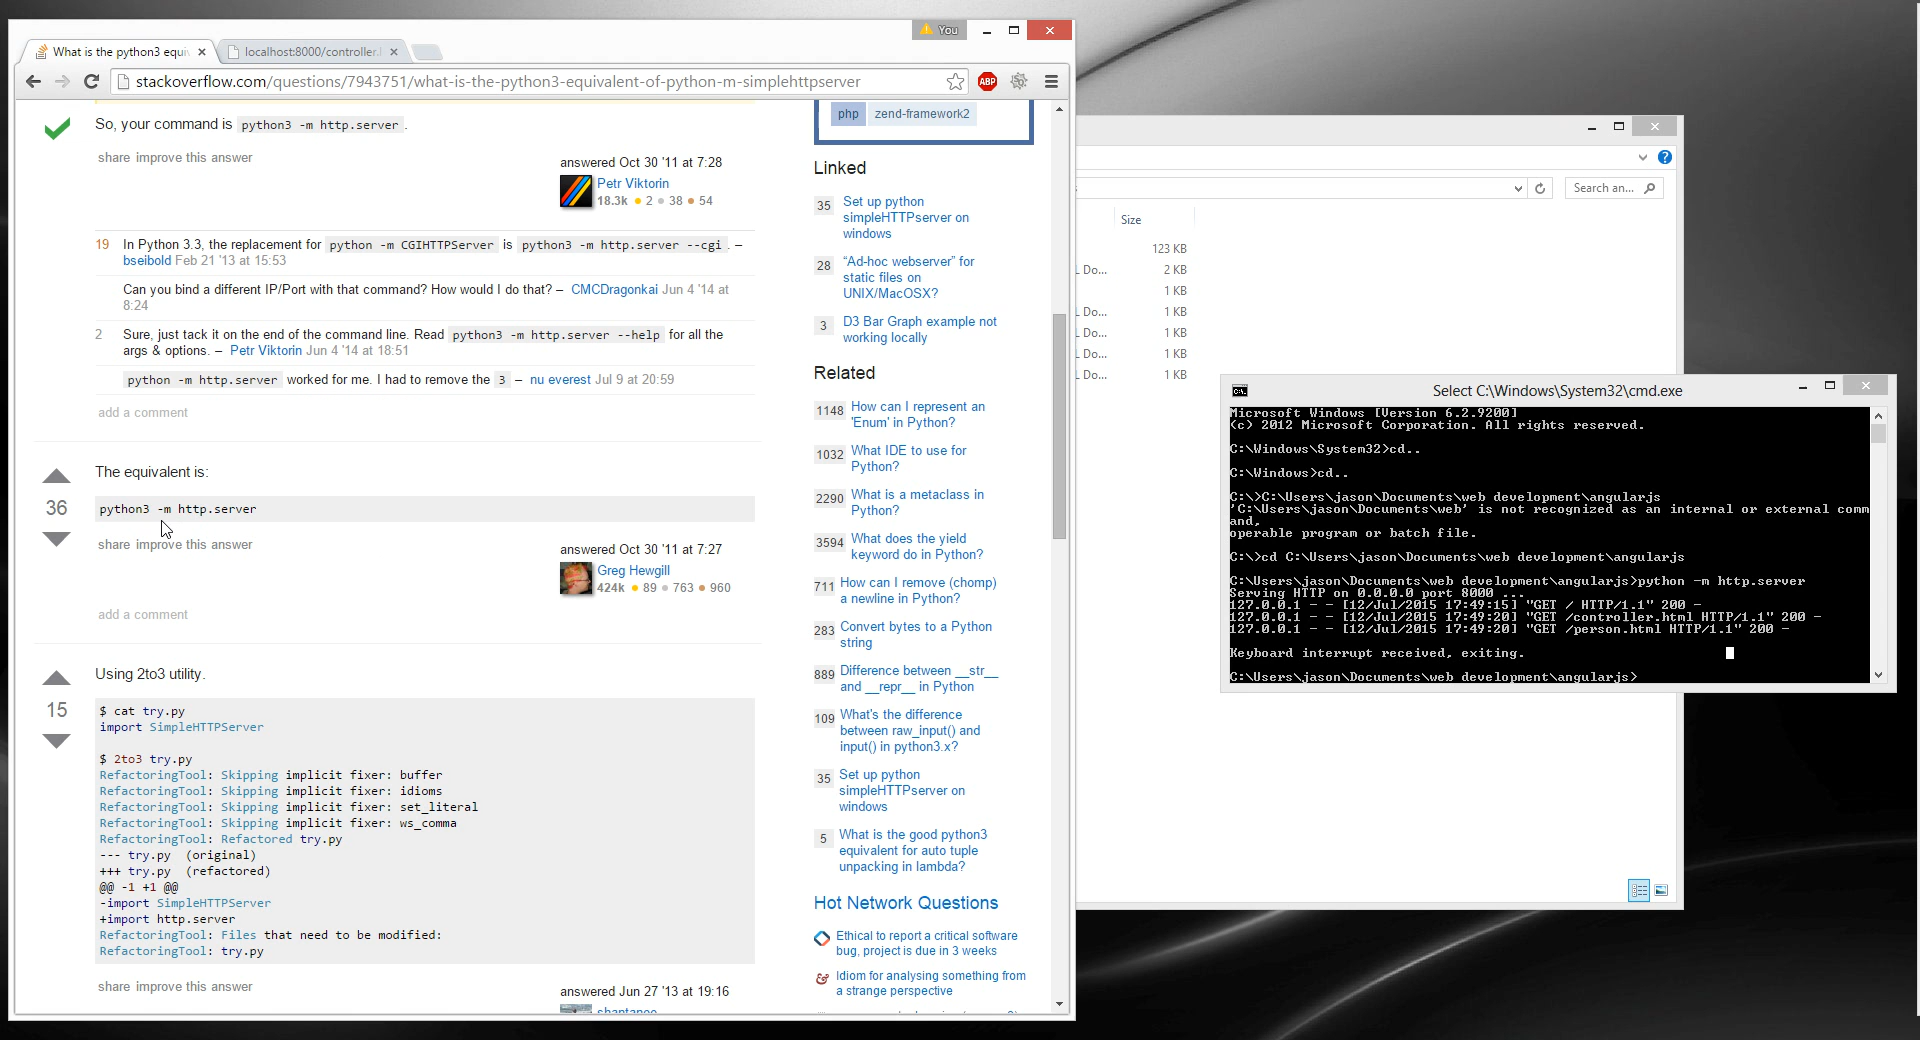 You
What is the python3 equiv
localhost:8000/controller.
stackoverflow.com/questions/7943751/what-is-the-python3-equivalent-of-python-m-simplehttpserver
ABP
So, your command is python3 -m http.server .
share improve this answer
answered Oct 30 '11 at 7:28
Petr Viktorin
18.3k 2 38 54
19 In Python 3.3, the replacement for python -m CGIHTTPServer is python3 -m http.server --cgi . –
bseibold Feb 21 '13 at 15:53
Can you bind a different IP/Port with that command? How would I do that? – CMCDragonkai Jun 4 '14 at
8:24
2 Sure, just tack it on the end of the command line. Read python3 -m http.server --help for all the
args & options. – Petr Viktorin Jun 4 '14 at 18:51
python -m http.server worked for me. I had to remove the 3 – nu everest Jul 9 at 20:59
add a comment
The equivalent is:
36
python3 -m http.server
share improve this answer
answered Oct 30 '11 at 7:27
Greg Hewgill
424k 89 763 960
add a comment
Using 2to3 utility.
15
$ cat try.py
import SimpleHTTPServer
$ 2to3 try.py
RefactoringTool: Skipping implicit fixer: buffer
RefactoringTool: Skipping implicit fixer: idioms
RefactoringTool: Skipping implicit fixer: set_literal
RefactoringTool: Skipping implicit fixer: ws_comma
RefactoringTool: Refactored try.py
--- try.py (original)
+++ try.py (refactored)
@@ -1 +1 @@
-import SimpleHTTPServer
+import http.server
RefactoringTool: Files that need to be modified:
RefactoringTool: try.py
share improve this answer
answered Jun 27 '13 at 19:16
shantanoo
php zend-framework2
Linked
35 Set up python
simpleHTTPserver on
windows
28 “Ad-hoc webserver” for
static files on
UNIX/MacOSX?
3 D3 Bar Graph example not
working locally
Related
1148 How can I represent an
'Enum' in Python?
1032 What IDE to use for
Python?
2290 What is a metaclass in
Python?
3594 What does the yield
keyword do in Python?
711 How can I remove (chomp)
a newline in Python?
283 Convert bytes to a Python
string
889 Difference between __str__
and __repr__ in Python
109 What's the difference
between raw_input() and
input() in python3.x?
35 Set up python
simpleHTTPserver on
windows
5 What is the good python3
equivalent for auto tuple
unpacking in lambda?
Hot Network Questions
Ethical to report a critical software
bug, project is due in 3 weeks
Idiom for analysing something from
a strange perspective
Search an...
Size
123 KB
L Do... 2 KB
1 KB
L Do... 1 KB
L Do... 1 KB
L Do... 1 KB
L Do... 1 KB
Select C:\Windows\System32\cmd.exe
Microsoft Windows [Version 6.2.9200]
(c) 2012 Microsoft Corporation. All rights reserved.
C:\Windows\System32>cd..
C:\Windows>cd..
C:\>C:\Users\jason\Documents\web development\angularjs
'C:\Users\jason\Documents\web' is not recognized as an internal or external comm
and,
operable program or batch file.
C:\>cd C:\Users\jason\Documents\web development\angularjs
C:\Users\jason\Documents\web development\angularjs>python -m http.server
Serving HTTP on 0.0.0.0 port 8000 ...
127.0.0.1 - - [12/Jul/2015 17:49:15] "GET / HTTP/1.1" 200 -
127.0.0.1 - - [12/Jul/2015 17:49:20] "GET /controller.html HTTP/1.1" 200 -
127.0.0.1 - - [12/Jul/2015 17:49:20] "GET /person.html HTTP/1.1" 200 -
Keyboard interrupt received, exiting.
C:\Users\jason\Documents\web development\angularjs>